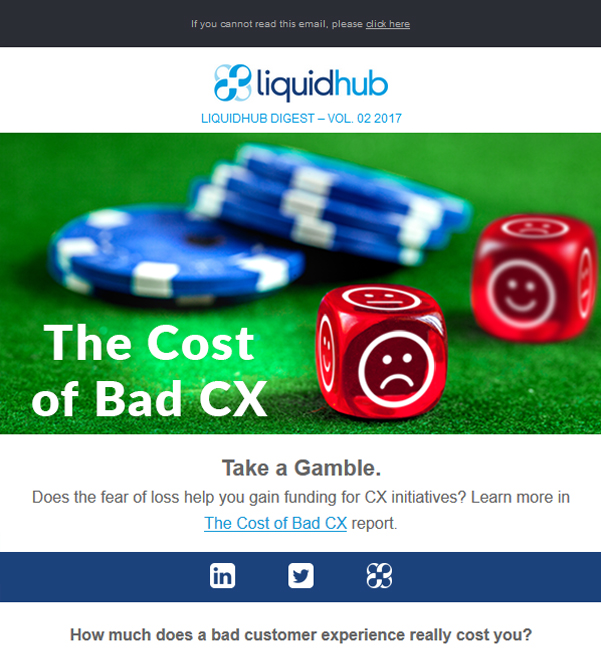 If you cannot read this email, please click here
liquidhub
LIQUIDHUB DIGEST – VOL. 02 2017
The Cost
of Bad CX
Take a Gamble.
Does the fear of loss help you gain funding for CX initiatives? Learn more in
The Cost of Bad CX report.
in
How much does a bad customer experience really cost you?